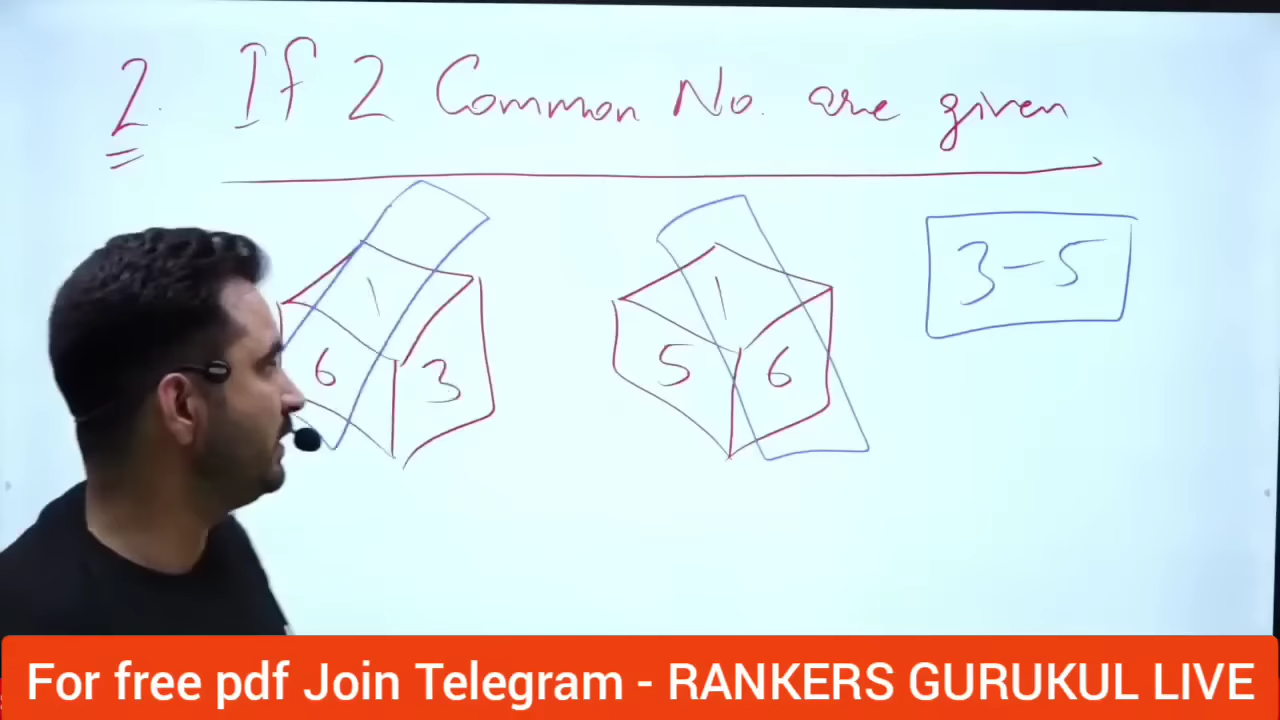 2. If 2 Common No. are given
1
6 3
1
5 6
3-5
For free pdf Join Telegram - RANKERS GURUKUL LIVE